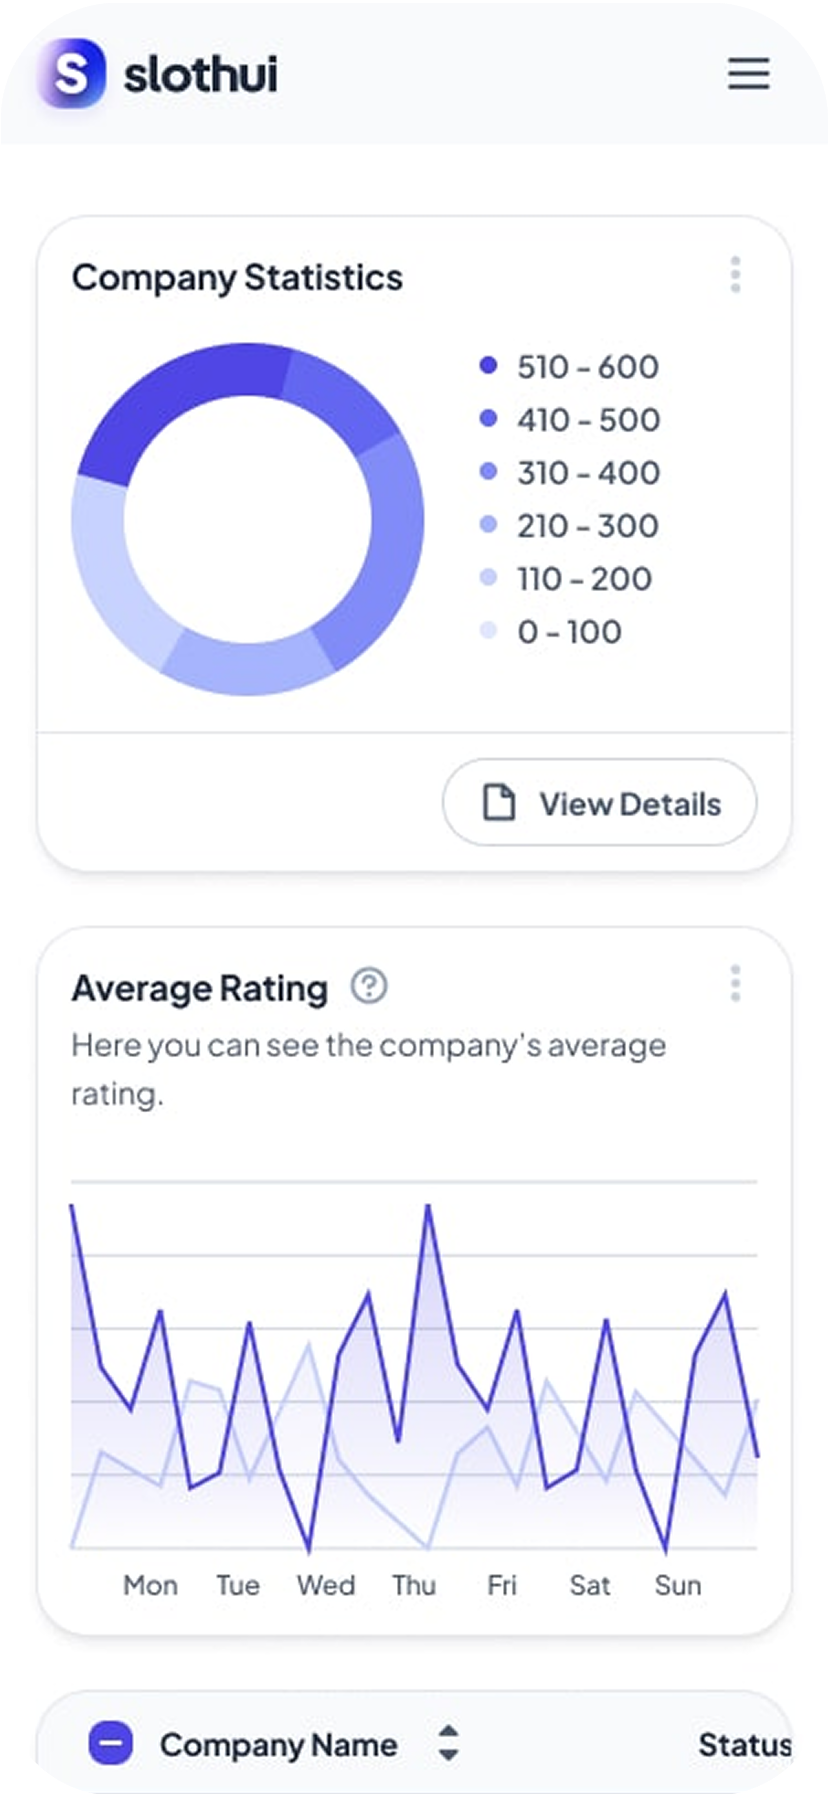 S slothui
Company Statistics
510 – 600
410 – 500
310 – 400
210 – 300
110 – 200
0 – 100
View Details
Average Rating ?
Here you can see the company's average
rating.
Mon Tue Wed Thu Fri Sat Sun
Company Name Status